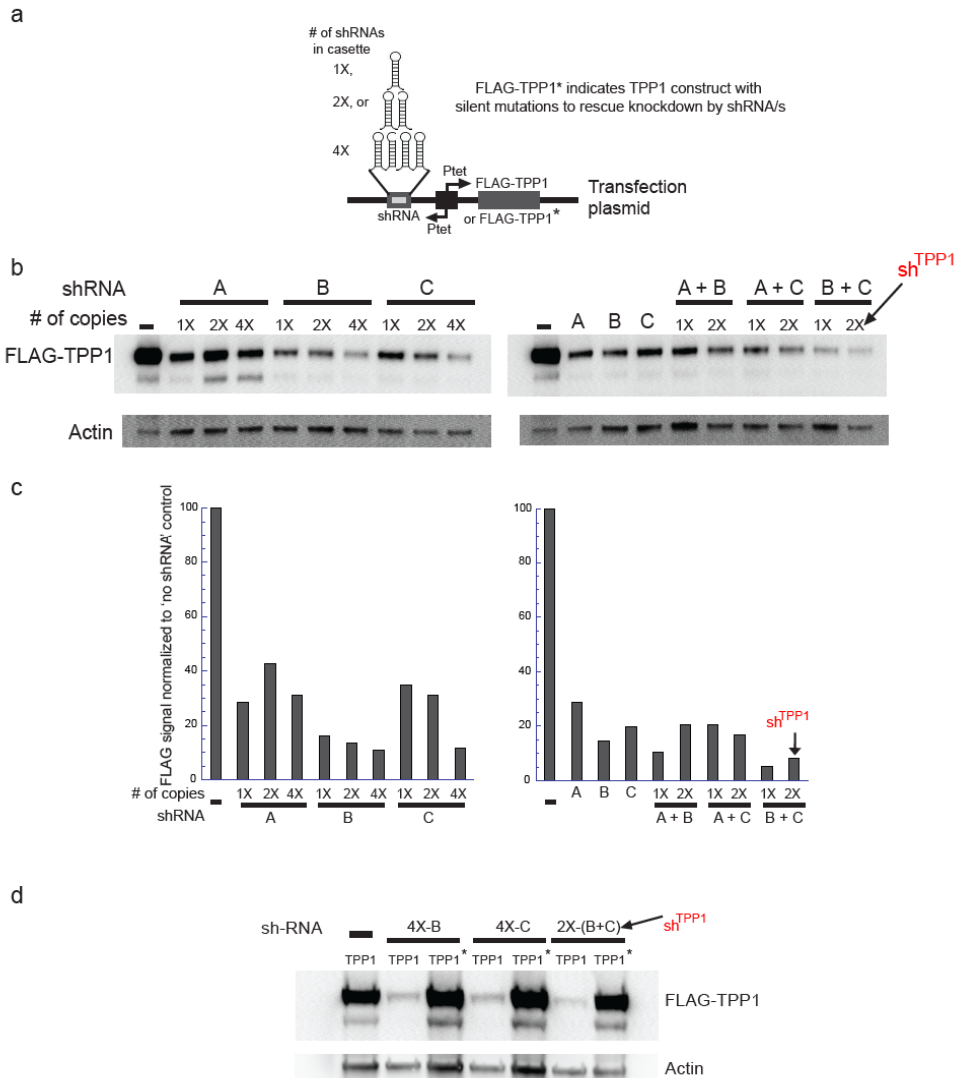 a
# of shRNAs
in casette
1X,
2X, or
4X
FLAG-TPP1* indicates TPP1 construct with
silent mutations to rescue knockdown by shRNA/s
Ptet
FLAG-TPP1
or FLAG-TPP1*
shRNA
Ptet
Transfection
plasmid
b
shRNA A B C
# of copies - 1X 2X 4X 1X 2X 4X 1X 2X 4X
FLAG-TPP1
Actin
A + B A + C B + C
- A B C 1X 2X 1X 2X 1X 2X
shTPP1
c
FLAG signal normalized to 'no shRNA' control
100
80
60
40
20
0
# of copies 1X 2X 4X 1X 2X 4X 1X 2X 4X
shRNA - A B C
100
80
60
40
20
0
shTPP1
- A B C 1X 2X 1X 2X 1X 2X
A + B A + C B + C
d
sh-RNA - 4X-B 4X-C 2X-(B+C) shTPP1
TPP1 TPP1 TPP1* TPP1 TPP1* TPP1 TPP1*
FLAG-TPP1
Actin